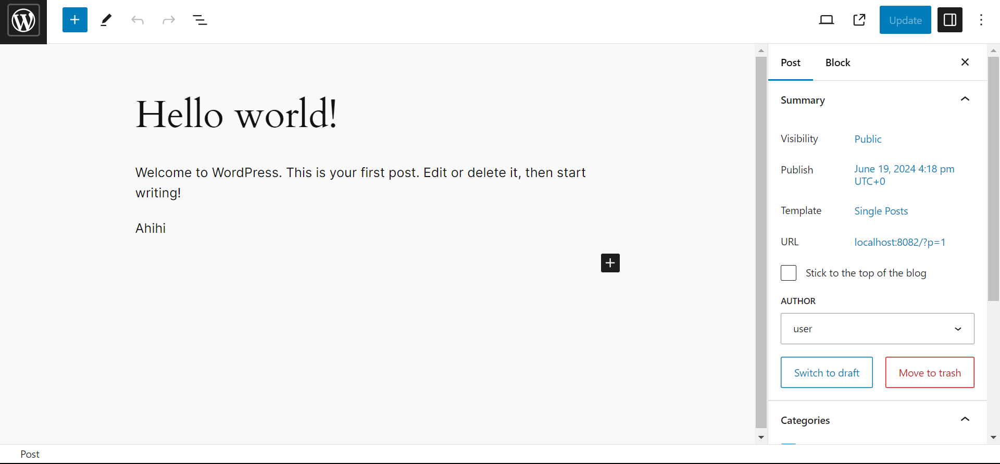 Update
Post
Block
Hello world!
Welcome to WordPress. This is your first post. Edit or delete it, then start
writing!
Ahihi
Summary
Visibility
Public
Publish
June 19, 2024 4:18 pm
UTC+0
Template
Single Posts
URL
localhost:8082/?p=1
Stick to the top of the blog
AUTHOR
user
Switch to draft
Move to trash
Categories
Post